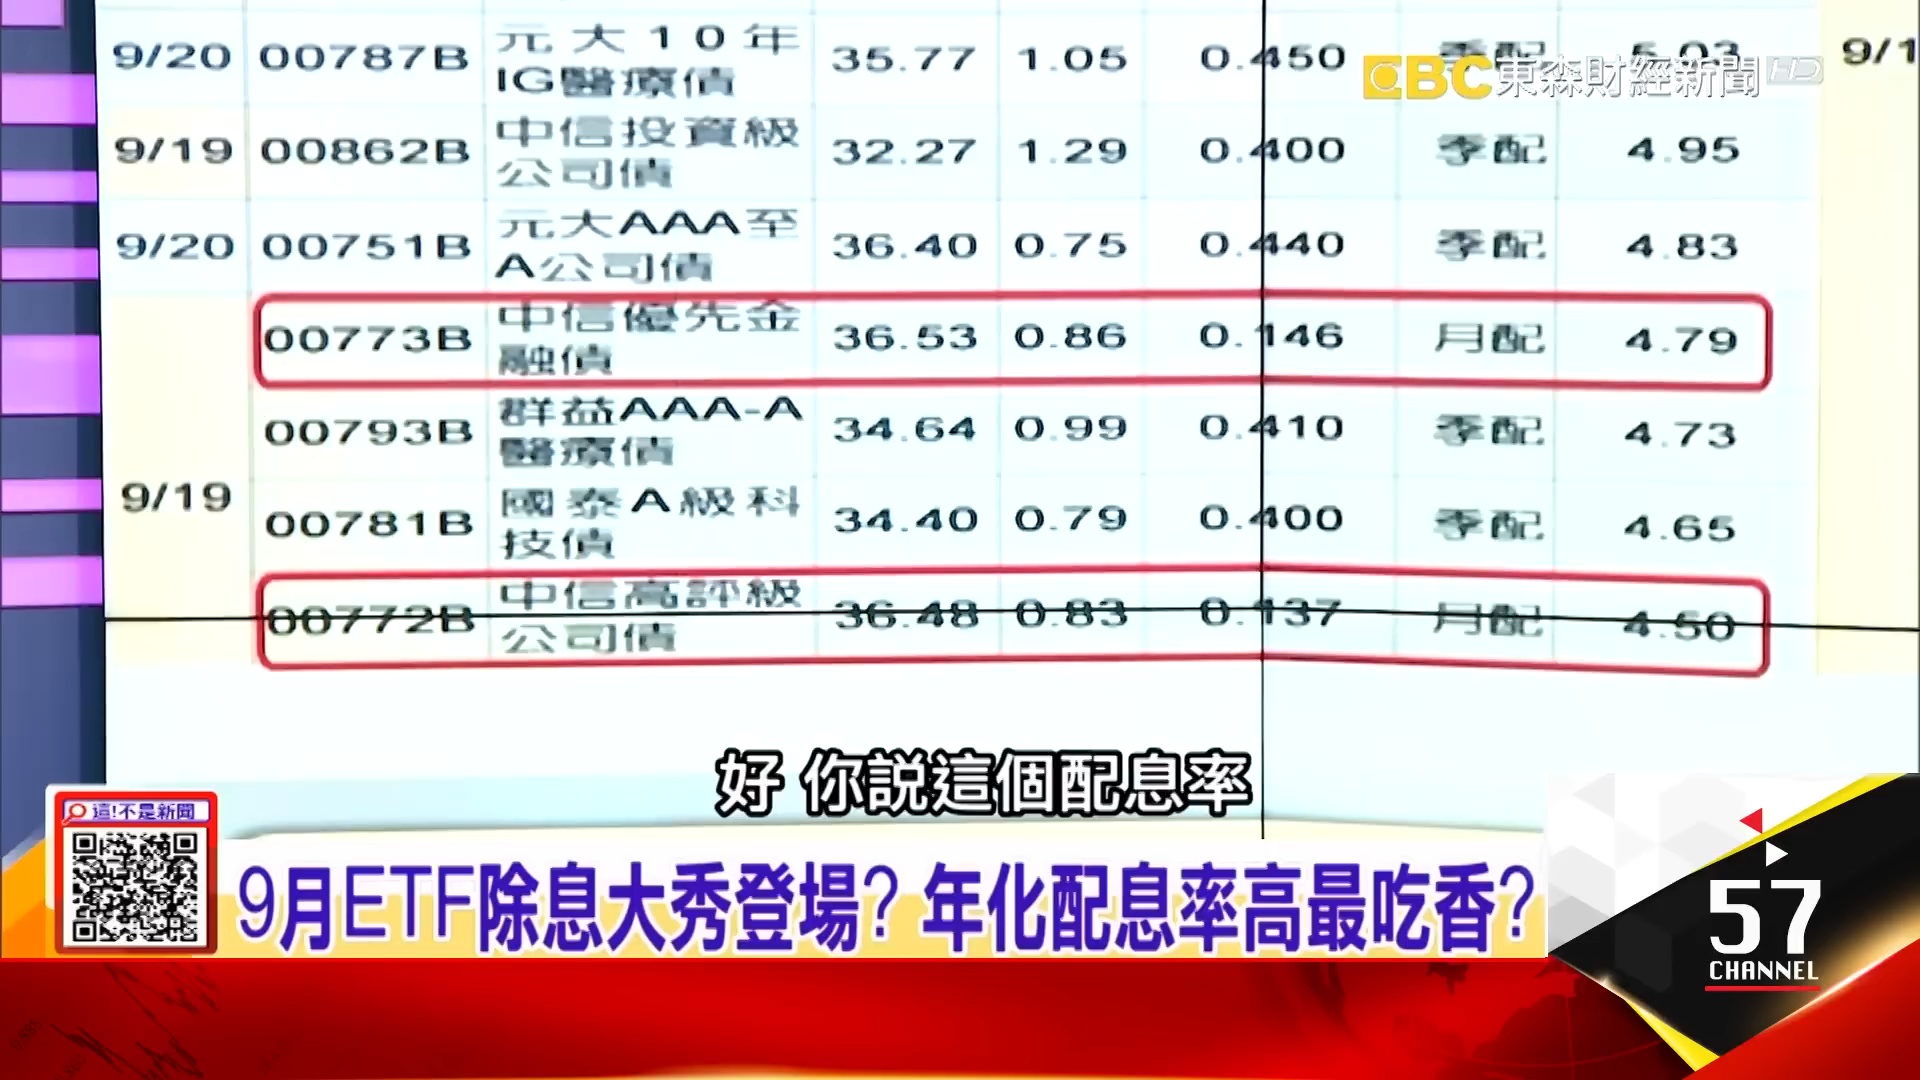 9/20 00787B 元大10年IG醫療債 35.77 1.05 0.450 季配 5.03 9/1
EBC 東森財經新聞 HD
9/19 00862B 中信投資級公司債 32.27 1.29 0.400 季配 4.95
9/20 00751B 元大AAA至A公司債 36.40 0.75 0.440 季配 4.83
00773B 中信優先金融債 36.53 0.86 0.146 月配 4.79
00793B 群益AAA-A醫療債 34.64 0.99 0.410 季配 4.73
9/19 00781B 國泰A級科技債 34.40 0.79 0.400 季配 4.65
00772B 中信高評級公司債 36.48 0.83 0.137 月配 4.50
好 你說這個配息率
這!不是新聞
9月ETF除息大秀登場? 年化配息率高最吃香?
57
CHANNEL